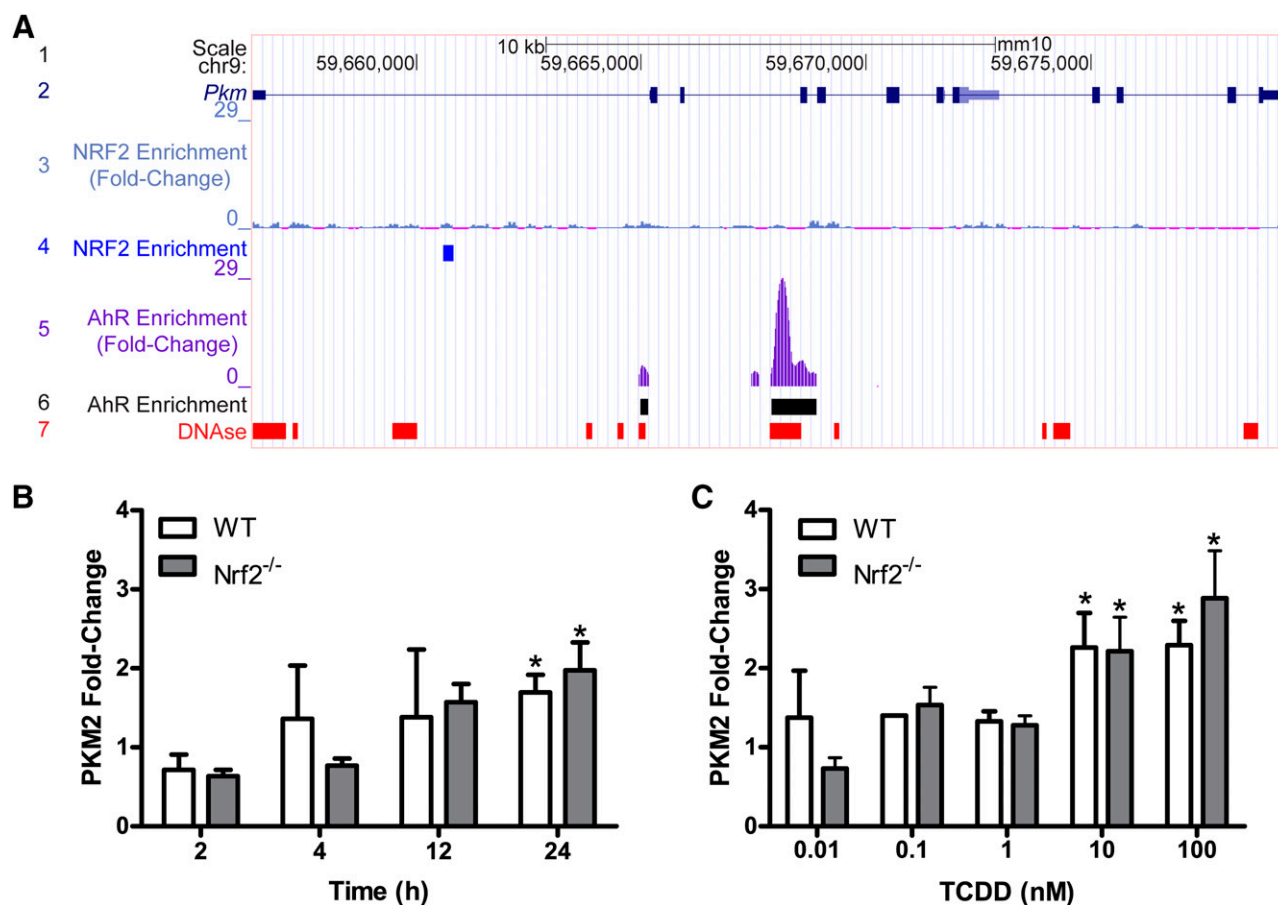 A
1 Scale 10 kb mm10
chr9: 59,660,000 59,665,000 59,670,000 59,675,000
2 Pkm
29_
3 NRF2 Enrichment
(Fold-Change)
0_
4 NRF2 Enrichment
29_
5 AhR Enrichment
(Fold-Change)
0_
6 AhR Enrichment
7 DNAse
B
4
3
2
1
0
PKM2 Fold-Change
WT
Nrf2-/-
* *
2 4 12 24
Time (h)
C
4
3
2
1
0
PKM2 Fold-Change
WT
Nrf2-/-
* * * *
0.01 0.1 1 10 100
TCDD (nM)